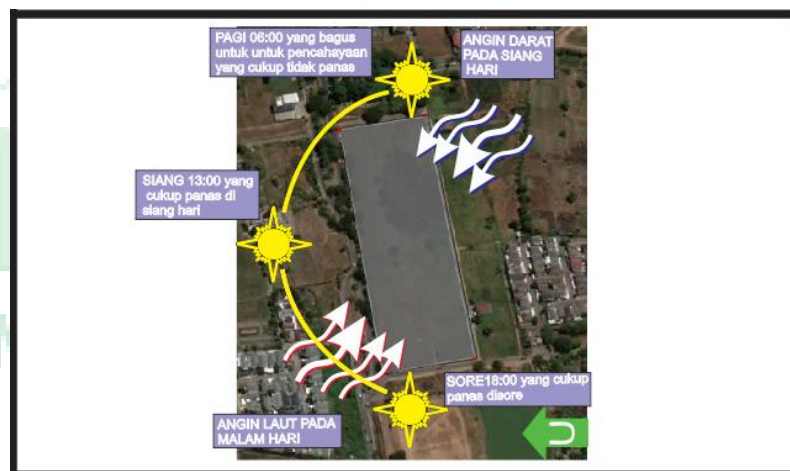 PAGI 06:00 yang bagus
untuk untuk pencahayaan
yang cukup tidak panas
ANGIN DARAT
PADA SIANG
HARI
SIANG 13:00 yang
cukup panas di
siang hari
SORE18:00 yang cukup
panas disore
ANGIN LAUT PADA
MALAM HARI